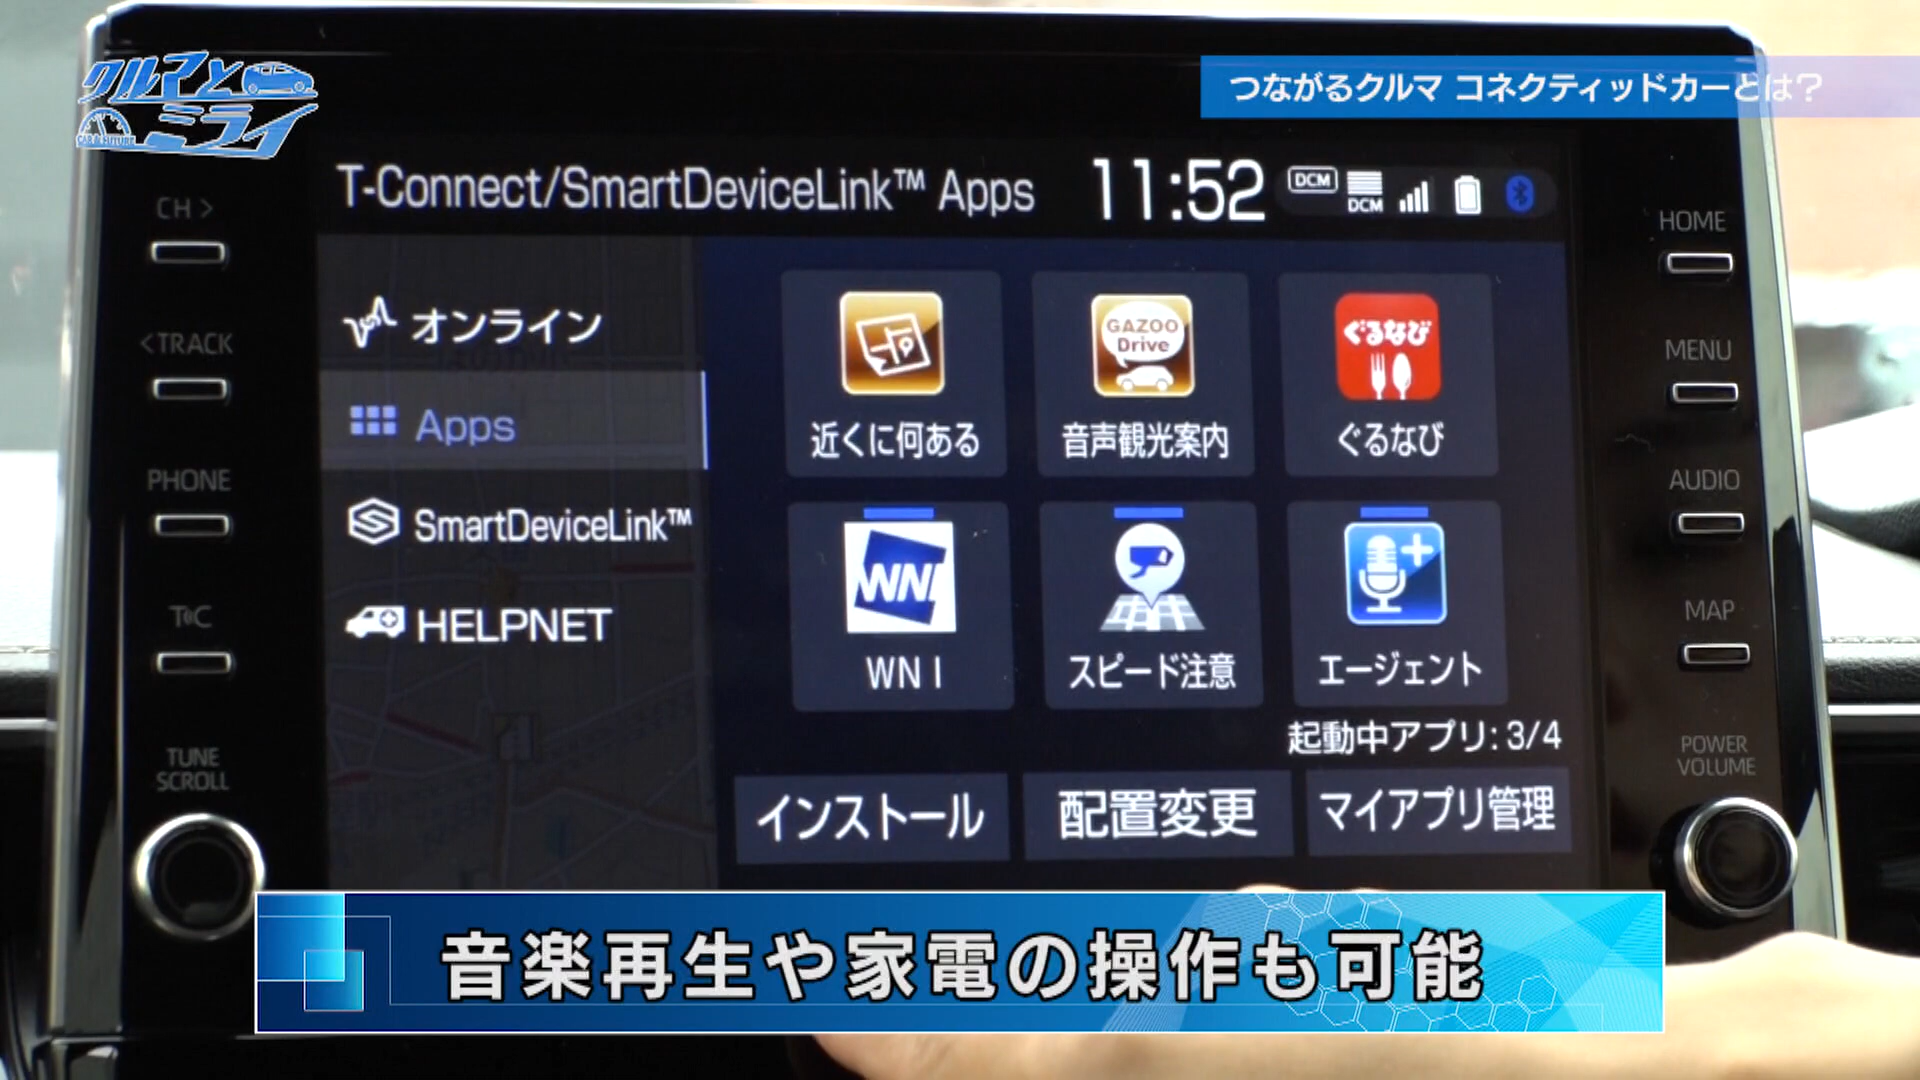 クルマと
ミライ
CAR & FUTURE
つながるクルマ コネクティッドカーとは?
T-Connect/SmartDeviceLink™ Apps
11:52
DCM
DCM
CH >
<TRACK
PHONE
TUNE
SCROLL
HOME
MENU
AUDIO
MAP
POWER
VOLUME
オンライン
Apps
SmartDeviceLink™
HELPNET
GAZOO
Drive
ぐるなび
近くに何ある
音声観光案内
ぐるなび
WNI
WNI
スピード注意
エージェント
起動中アプリ:3/4
インストール
配置変更
マイアプリ管理
音楽再生や家電の操作も可能